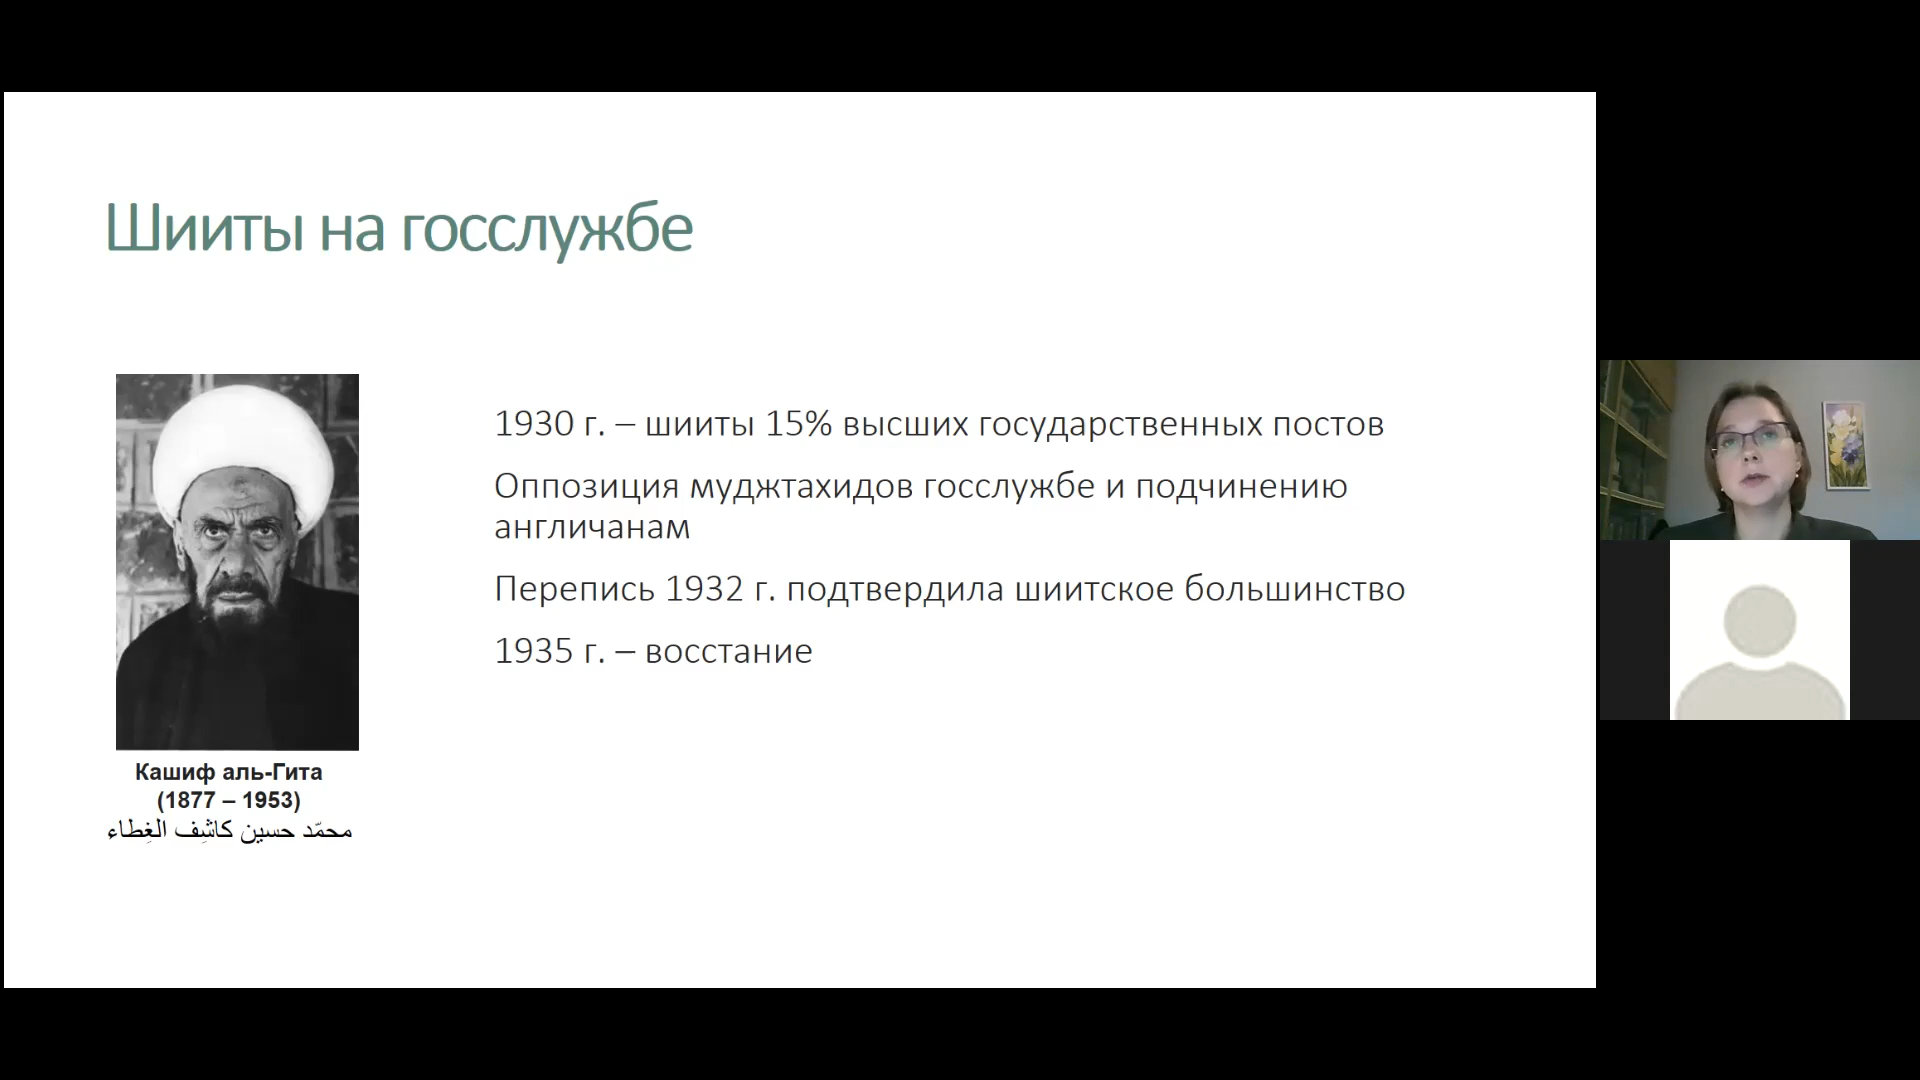 Шииты на госслужбе
1930 г. – шииты 15% высших государственных постов
Оппозиция муджтахидов госслужбе и подчинению
англичанам
Перепись 1932 г. подтвердила шиитское большинство
1935 г. – восстание
Кашиф аль-Гита
(1877 – 1953)
محمّد حسين كاشِف الغِطاء